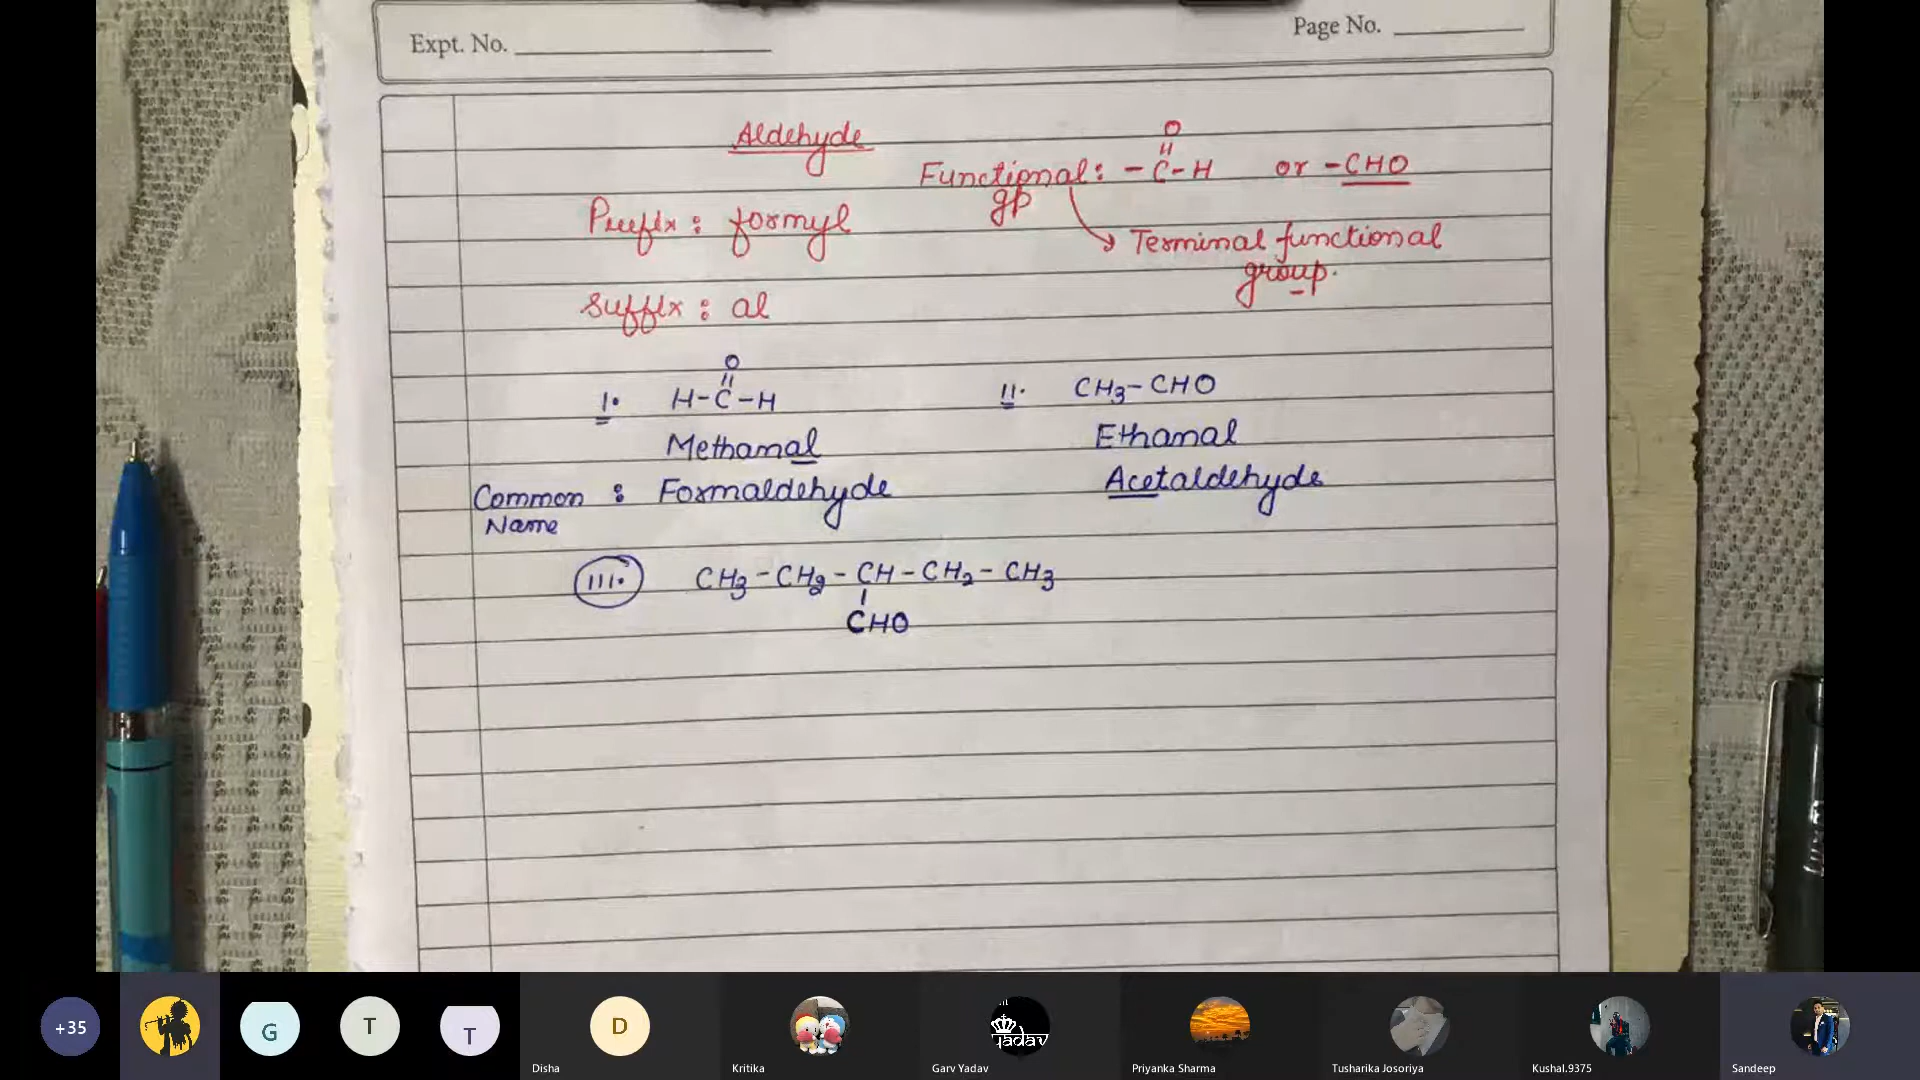 Expt. No.
Page No.
Aldehyde
O
||
Functional: -C-H or -CHO
gp
Prefix: formyl
Terminal functional
group.
Suffix: al
O
||
I. H-C-H
II. CH3-CHO
Methanal
Ethanal
Common : Formaldehyde
Name
Acetaldehyde
III. CH3-CH2-CH-CH2-CH3
|
CHO
+35
G
T
T
D
Disha
Kritika
yadav
Garv Yadav
Priyanka Sharma
Tusharika Josoriya
Kushal.9375
Sandeep